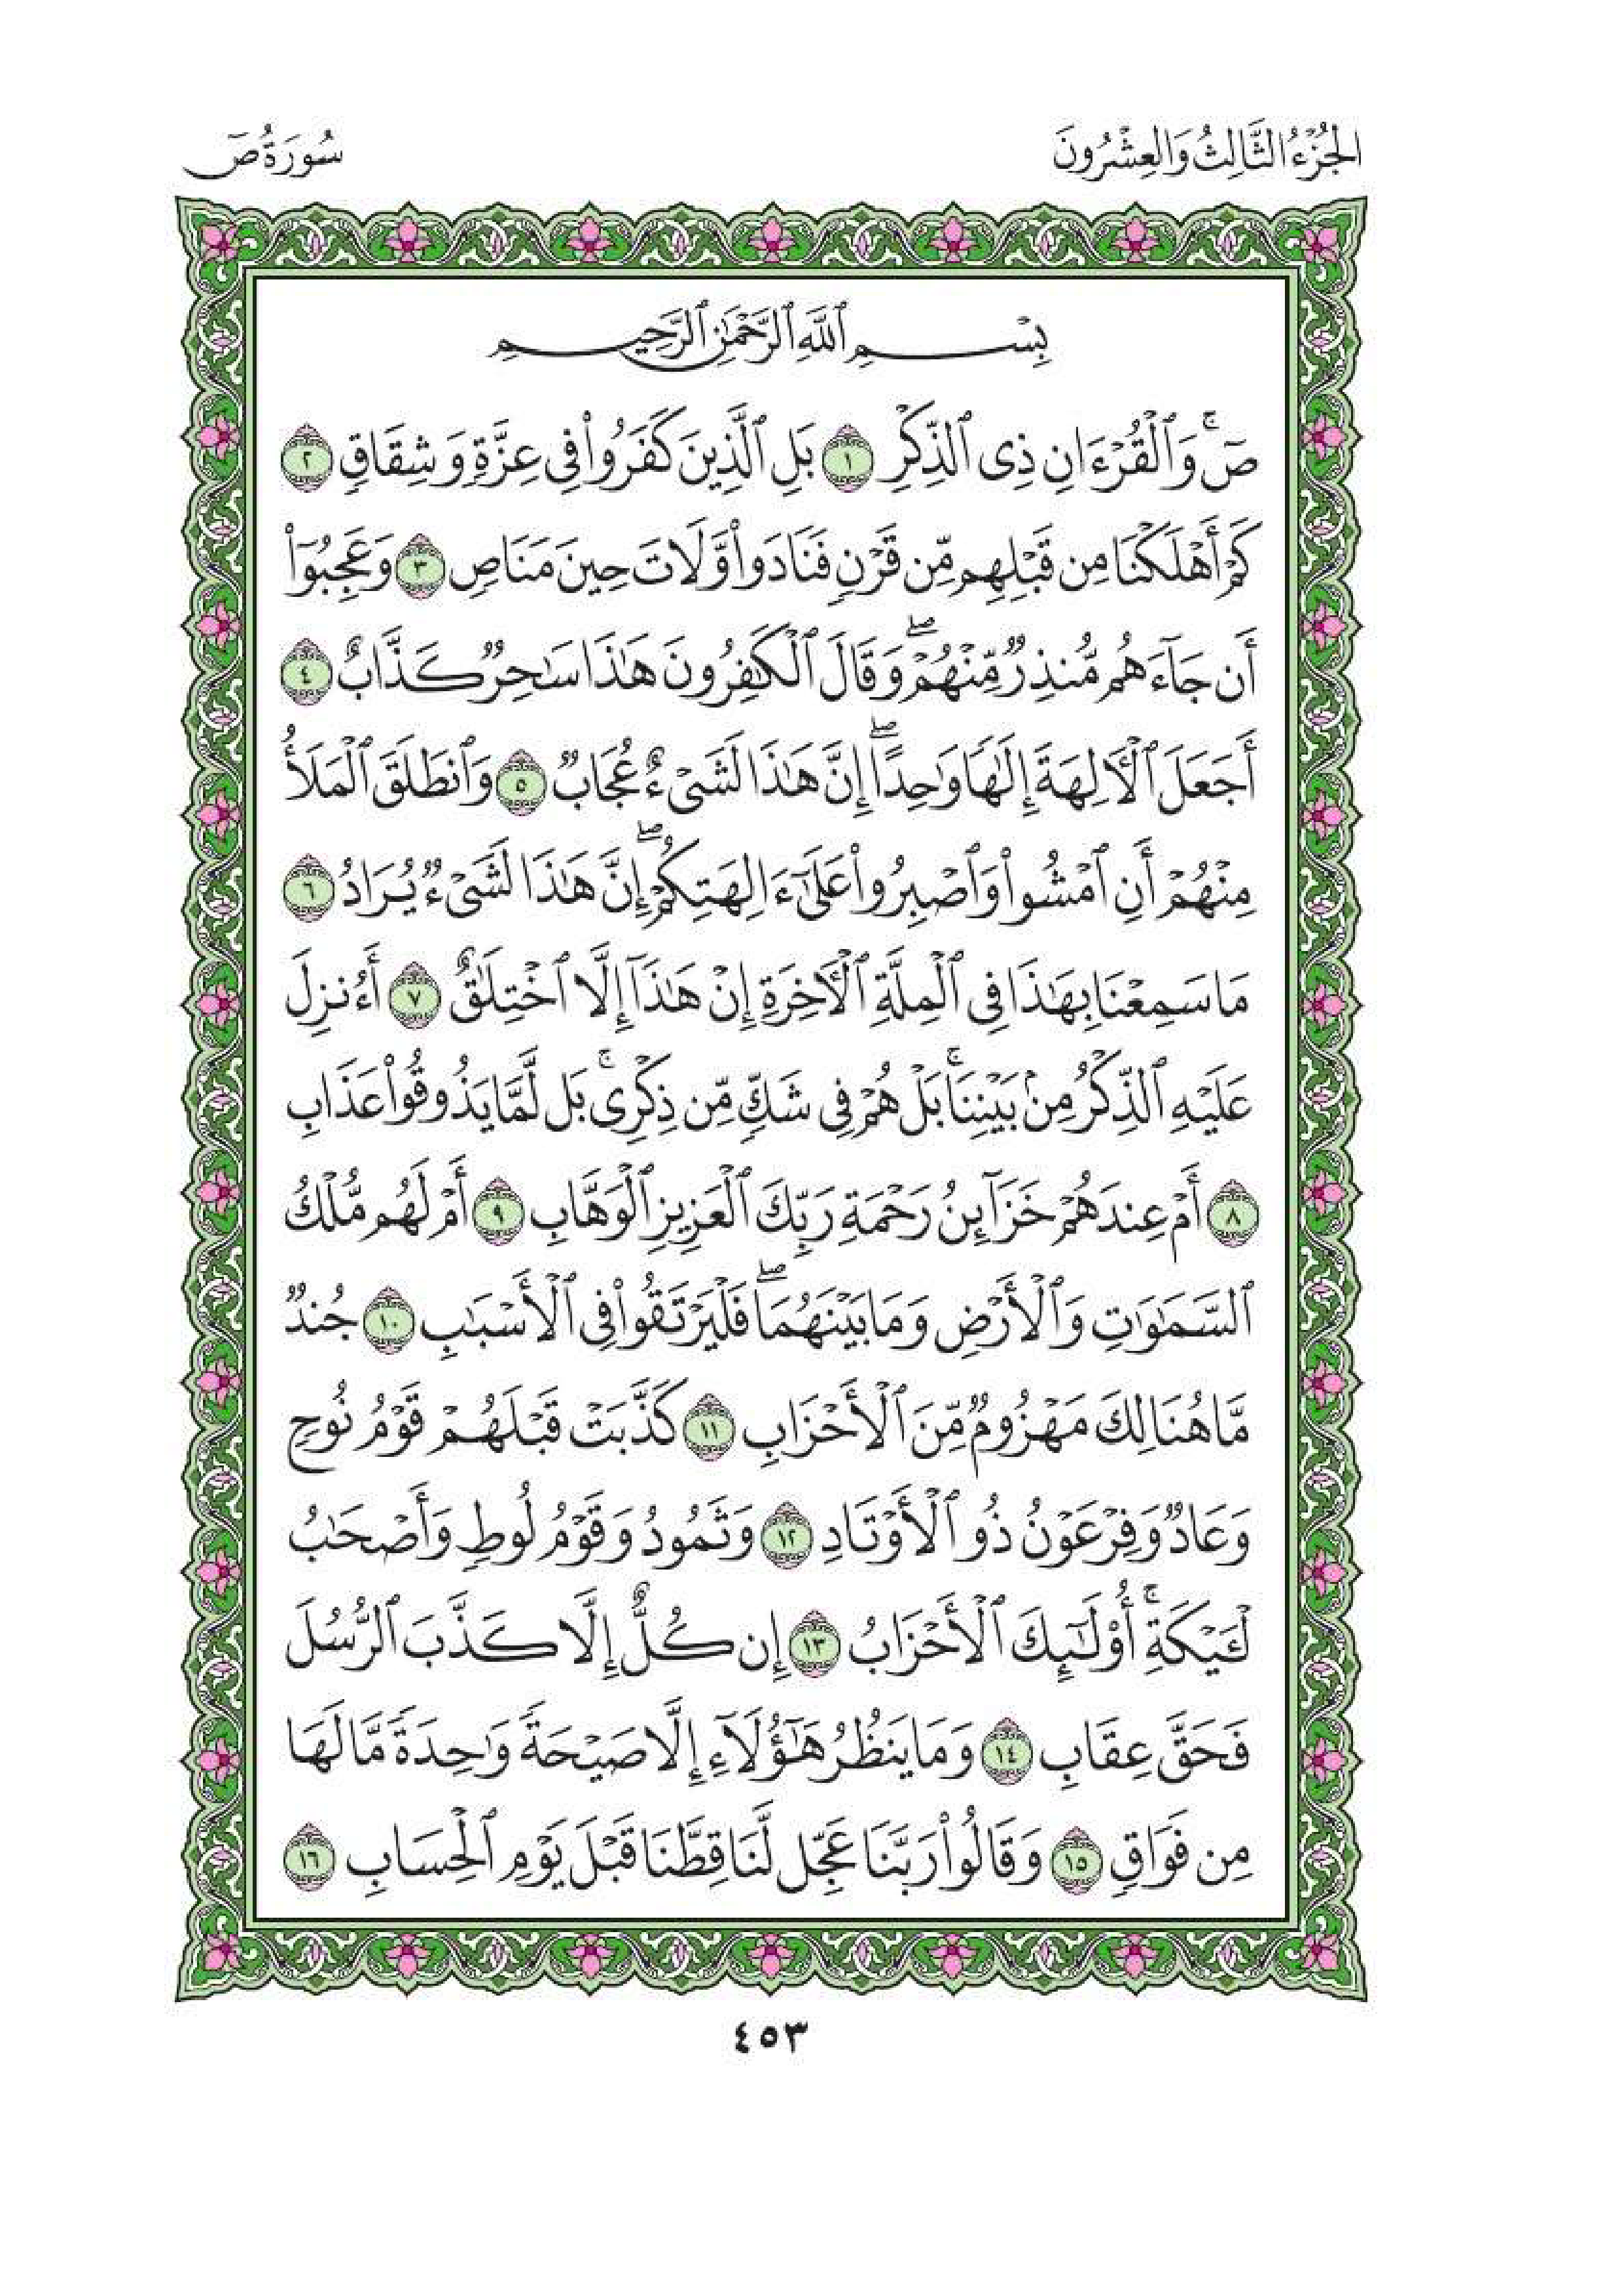 الجُزْءُ الثَّالِثُ وَالعِشْرُونَ
سُورَةُ صٓ
بِسْمِ ٱللَّهِ ٱلرَّحْمَٰنِ ٱلرَّحِيمِ
صٓۚ وَٱلْقُرْءَانِ ذِى ٱلذِّكْرِ ١ بَلِ ٱلَّذِينَ كَفَرُوا۟ فِى عِزَّةٍ وَشِقَاقٍ ٢
كَمْ أَهْلَكْنَا مِن قَبْلِهِم مِّن قَرْنٍ فَنَادَوا۟ وَّلَاتَ حِينَ مَنَاصٍ ٣ وَعَجِبُوٓا۟
أَن جَآءَهُم مُّنذِرٌ مِّنْهُمْۖ وَقَالَ ٱلْكَٰفِرُونَ هَٰذَا سَٰحِرٌ كَذَّابٌ ٤
أَجَعَلَ ٱلْءَالِهَةَ إِلَٰهًا وَٰحِدًاۖ إِنَّ هَٰذَا لَشَىْءٌ عُجَابٌ ٥ وَٱنطَلَقَ ٱلْمَلَأُ
مِنْهُمْ أَنِ ٱمْشُوا۟ وَٱصْبِرُوا۟ عَلَىٰٓ ءَالِهَتِكُمْۖ إِنَّ هَٰذَا لَشَىْءٌ يُرَادُ ٦
مَا سَمِعْنَا بِهَٰذَا فِى ٱلْمِلَّةِ ٱلْءَاخِرَةِ إِنْ هَٰذَآ إِلَّا ٱخْتِلَٰقٌ ٧ أَءُنزِلَ
عَلَيْهِ ٱلذِّكْرُ مِنۢ بَيْنِنَاۚ بَلْ هُمْ فِى شَكٍّ مِّن ذِكْرِىۚ بَل لَّمَّا يَذُوقُوا۟ عَذَابِ
٨ أَمْ عِندَهُمْ خَزَآئِنُ رَحْمَةِ رَبِّكَ ٱلْعَزِيزِ ٱلْوَهَّابِ ٩ أَمْ لَهُم مُّلْكُ
ٱلسَّمَٰوَٰتِ وَٱلْأَرْضِ وَمَا بَيْنَهُمَاۖ فَلْيَرْتَقُوا۟ فِى ٱلْأَسْبَٰبِ ١٠ جُندٌ
مَّا هُنَالِكَ مَهْزُومٌ مِّنَ ٱلْأَحْزَابِ ١١ كَذَّبَتْ قَبْلَهُمْ قَوْمُ نُوحٍ
وَعَادٌ وَفِرْعَوْنُ ذُو ٱلْأَوْتَادِ ١٢ وَثَمُودُ وَقَوْمُ لُوطٍ وَأَصْحَٰبُ
لْـَٔيْكَةِۚ أُو۟لَٰٓئِكَ ٱلْأَحْزَابُ ١٣ إِن كُلٌّ إِلَّا كَذَّبَ ٱلرُّسُلَ
فَحَقَّ عِقَابِ ١٤ وَمَا يَنظُرُ هَٰٓؤُلَآءِ إِلَّا صَيْحَةً وَٰحِدَةً مَّا لَهَا
مِن فَوَاقٍ ١٥ وَقَالُوا۟ رَبَّنَا عَجِّل لَّنَا قِطَّنَا قَبْلَ يَوْمِ ٱلْحِسَابِ ١٦
٤٥٣